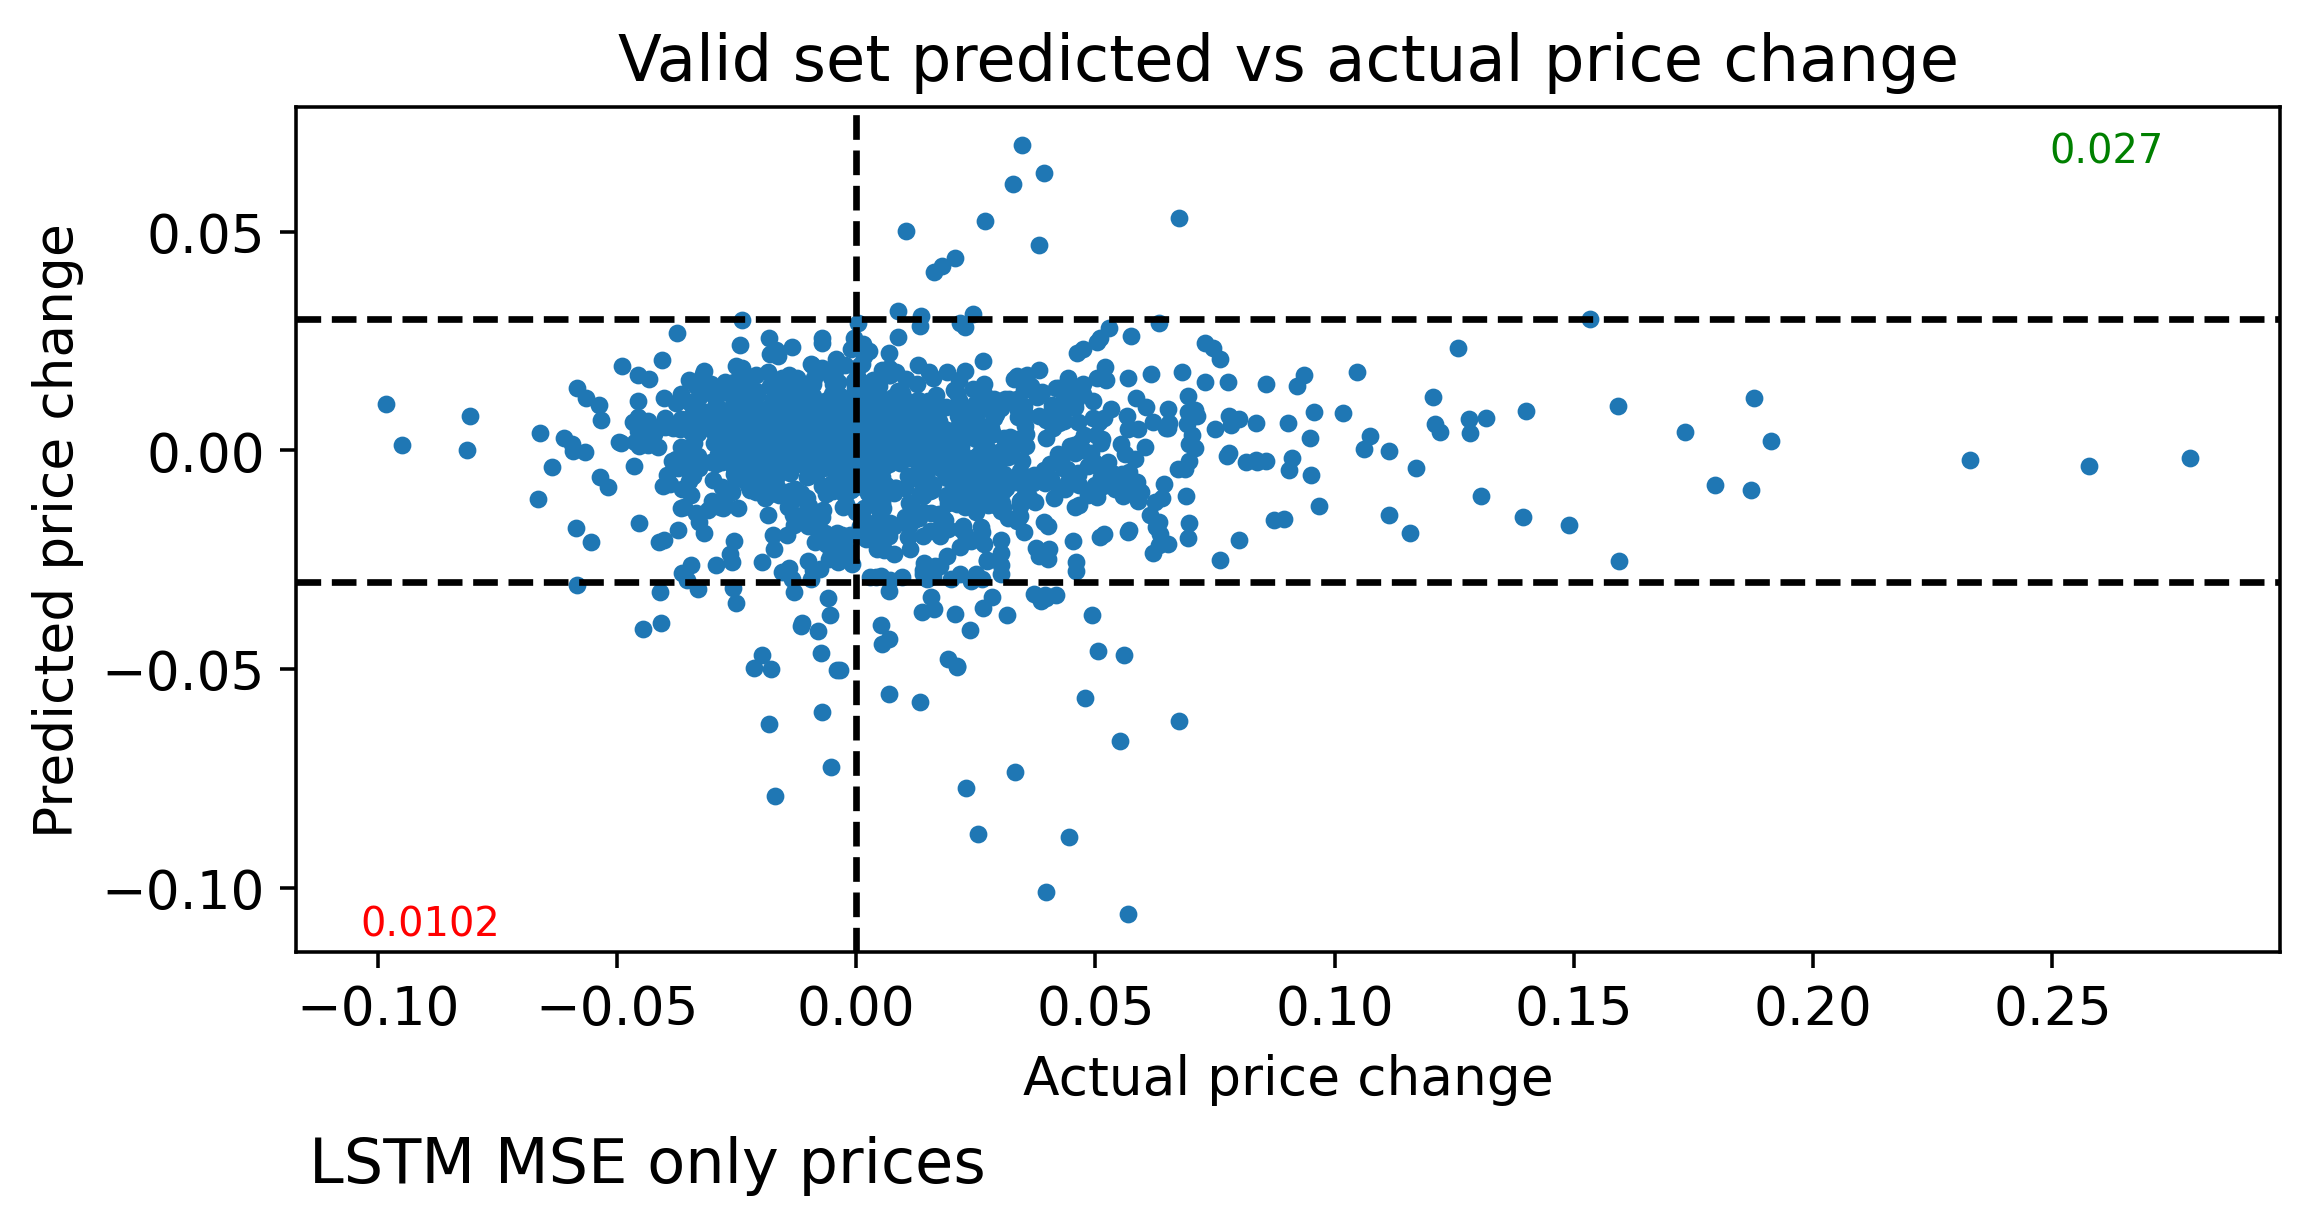 Valid set predicted vs actual price change
0.027
0.05
0.00
−0.05
−0.10
Predicted price change
0.0102
−0.10 −0.05 0.00 0.05 0.10 0.15 0.20 0.25
Actual price change
LSTM MSE only prices